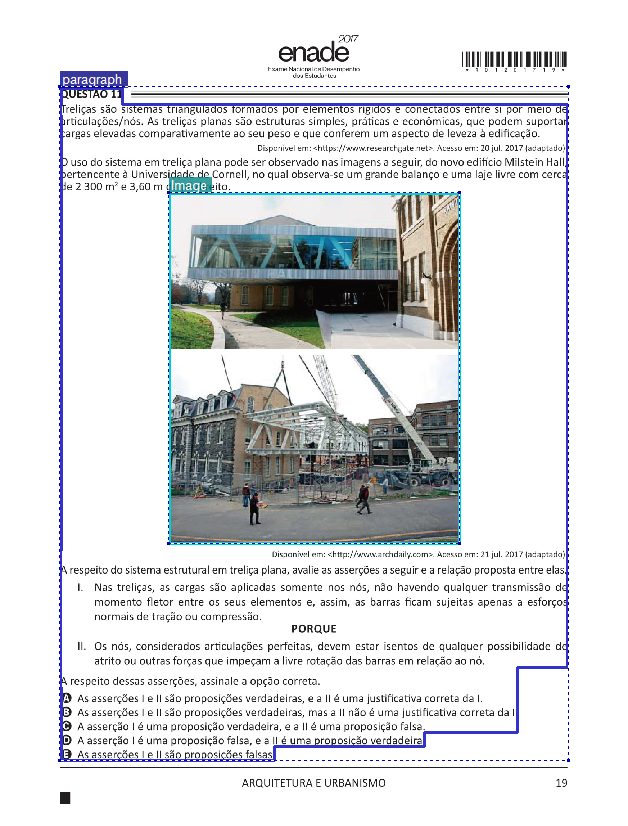 enade 2017
Exame Nacional de Desempenho
dos Estudantes
*R0120171719*
paragraph
QUESTÃO 11
Treliças são sistemas triangulados formados por elementos rígidos e conectados entre si por meio de
articulações/nós. As treliças planas são estruturas simples, práticas e econômicas, que podem suportar
cargas elevadas comparativamente ao seu peso e que conferem um aspecto de leveza à edificação.
Disponível em: <https://www.researchgate.net>. Acesso em: 20 jul. 2017 (adaptado).
O uso do sistema em treliça plana pode ser observado nas imagens a seguir, do novo edifício Milstein Hall,
pertencente à Universidade de Cornell, no qual observa-se um grande balanço e uma laje livre com cerca
de 2 300 m² e 3,60 m
Image
eito.
Disponível em: <http://www.archdaily.com>. Acesso em: 21 jul. 2017 (adaptado).
A respeito do sistema estrutural em treliça plana, avalie as asserções a seguir e a relação proposta entre elas.
I. Nas treliças, as cargas são aplicadas somente nos nós, não havendo qualquer transmissão de
momento fletor entre os seus elementos e, assim, as barras ficam sujeitas apenas a esforços
normais de tração ou compressão.
PORQUE
II. Os nós, considerados articulações perfeitas, devem estar isentos de qualquer possibilidade de
atrito ou outras forças que impeçam a livre rotação das barras em relação ao nó.
A respeito dessas asserções, assinale a opção correta.
A As asserções I e II são proposições verdadeiras, e a II é uma justificativa correta da I.
B As asserções I e II são proposições verdadeiras, mas a II não é uma justificativa correta da I.
C A asserção I é uma proposição verdadeira, e a II é uma proposição falsa.
D A asserção I é uma proposição falsa, e a II é uma proposição verdadeira.
E As asserções I e II são proposições falsas.
ARQUITETURA E URBANISMO 19